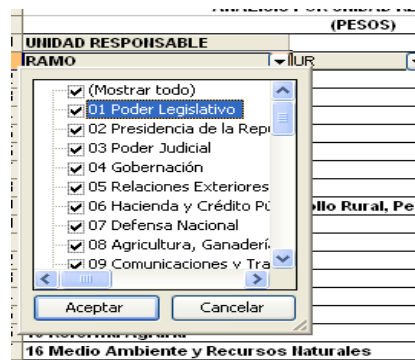 (PESOS)
UNIDAD RESPONSABLE
RAMO UR
(Mostrar todo)
01 Poder Legislativo
02 Presidencia de la Repu
03 Poder Judicial
04 Gobernación
05 Relaciones Exteriores
06 Hacienda y Crédito Pú
07 Defensa Nacional
08 Agricultura, Ganaderí
09 Comunicaciones y Tra
ollo Rural, Pe
Aceptar Cancelar
16 Medio Ambiente y Recursos Naturales